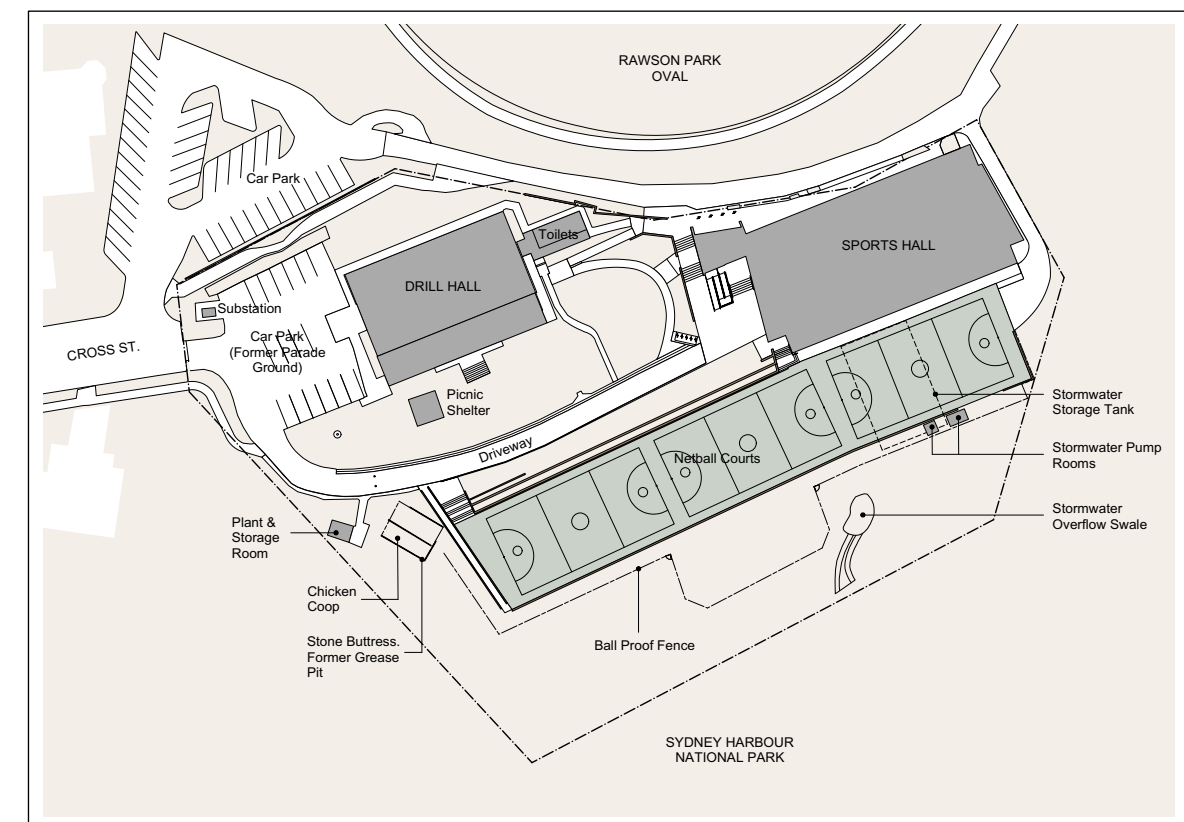 RAWSON PARK
OVAL
Car Park
Toilets
SPORTS HALL
DRILL HALL
Substation
CROSS ST.
Car Park
(Former Parade
Ground)
Picnic
Shelter
Stormwater
Storage Tank
Driveway
Netball Courts
Stormwater Pump
Rooms
Plant &
Storage
Room
Stormwater
Overflow Swale
Chicken
Coop
Stone Buttress.
Former Grease
Pit
Ball Proof Fence
SYDNEY HARBOUR
NATIONAL PARK